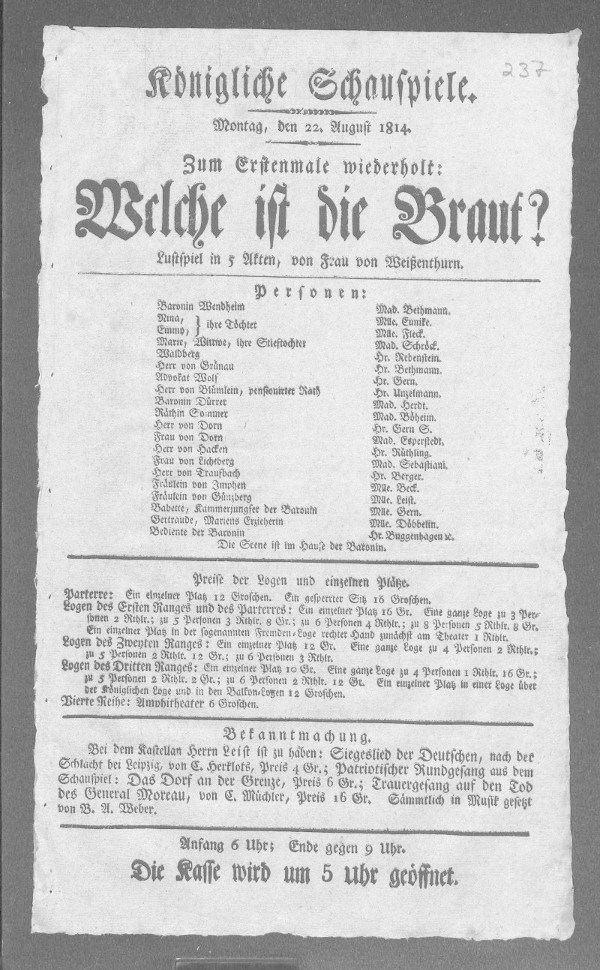 237
Königliche Schauspiele.
Montag, den 22. August 1814.
Zum Erstenmale wiederholt:
Welche ist die Braut?
Lustspiel in 5 Akten, von Frau von Weißenthurn.
Personen:
Baronin Wendheim Mad. Bethmann.
Nina, Mlle. Eunike.
Emmy, } ihre Töchter Mlle. Fleck.
Marie, Wittwe, ihre Stieftochter Mad. Schröck.
Waldberg Hr. Rebenstein.
Herr von Grünau Hr. Bethmann.
Advokat Wolf Hr. Gern.
Herr von Blümlein, pensionirter Rath Hr. Unzelmann.
Baronin Dürrer Mad. Herdt.
Räthin Sommer Mad. Böheim.
Herr von Dorn Hr. Gern S.
Frau von Dorn Mad. Esperstedt.
Herr von Hacken Hr. Rüthling.
Frau von Lichtberg Mad. Sebastiani.
Herr von Traufbach Hr. Berger.
Fräulein von Imphen Mlle. Beck.
Fräulein von Günzberg Mlle. Leist.
Babette, Kammerjungfer der Baronin Mlle. Gern.
Gertraude, Mariens Erzieherin Mlle. Döbbelin.
Bediente der Baronin Hr. Buggenhagen ꝛc.
Die Scene ist im Hause der Baronin.
Preise der Logen und einzelnen Plätze.
Parterre: Ein einzelner Platz 12 Groschen. Ein gesperrter Sitz 16 Groschen.
Logen des Ersten Ranges und des Parterres: Ein einzelner Platz 16 Gr. Eine ganze Loge zu 3 Per-
sonen 2 Rthlr.; zu 5 Personen 3 Rthlr. 8 Gr.; zu 6 Personen 4 Rthlr.; zu 8 Personen 5 Rthlr. 8 Gr.
Ein einzelner Platz in der sogenannten Fremden-Loge rechter Hand zunächst am Theater 1 Rthlr.
Logen des Zweyten Ranges: Ein einzelner Platz 12 Gr. Eine ganze Loge zu 4 Personen 2 Rthlr.;
zu 5 Personen 2 Rthlr. 12 Gr.; zu 6 Personen 3 Rthlr.
Logen des Dritten Ranges: Ein einzelner Platz 10 Gr. Eine ganze Loge zu 4 Personen 1 Rthlr. 16 Gr.;
zu 5 Personen 2 Rthlr. 2 Gr.; zu 6 Personen 2 Rthlr. 12 Gr. Ein einzelner Platz in einer Loge über
der Königlichen Loge und in den Balkon-Logen 12 Groschen.
Vierte Reihe: Amphitheater 6 Groschen.
Bekanntmachung.
Bei dem Kastellan Herrn Leist ist zu haben: Siegeslied der Deutschen, nach der
Schlacht bei Leipzig, von C. Herklots, Preis 4 Gr.; Patriotischer Rundgesang aus dem
Schauspiel: Das Dorf an der Grenze, Preis 6 Gr.; Trauergesang auf den Tod
des General Moreau, von C. Müchler, Preis 16 Gr. Sämmtlich in Musik gesetzt
von B. A. Weber.
Anfang 6 Uhr; Ende gegen 9 Uhr.
Die Kasse wird um 5 Uhr geöffnet.